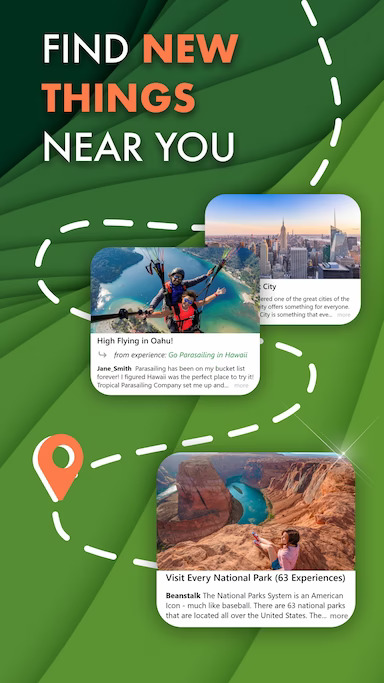 FIND NEW
THINGS
NEAR YOU
City
ered one of the great cities of the
y offers something for everyone.
City is something that eve... more
High Flying in Oahu!
from experience: Go Parasailing in Hawaii
Jane_Smith Parasailing has been on my bucket list
forever! I figured Hawaii was the perfect place to try it!
Tropical Parasailing Company set me up and... more
Visit Every National Park (63 Experiences)
Beanstalk The National Parks System is an American
Icon - much like baseball. There are 63 national parks
that are located all over the United States. The... more